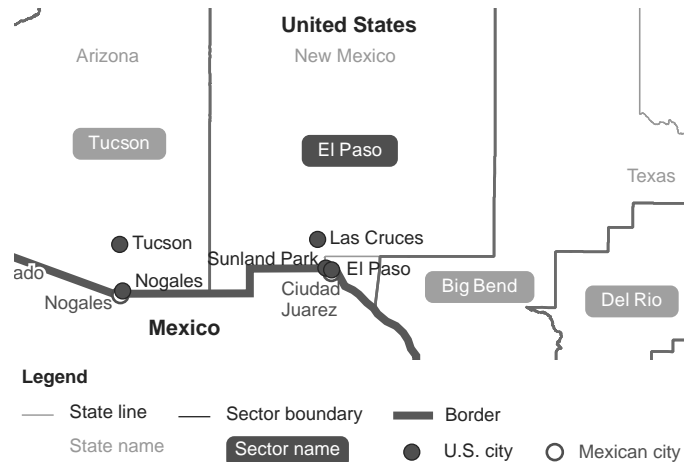 United States
Arizona
New Mexico
Tucson
El Paso
Texas
Tucson
Las Cruces
Sunland Park
El Paso
ado
Nogales
Nogales
Ciudad
Juarez
Big Bend
Del Rio
Mexico
Legend
State line
Sector boundary
Border
State name
Sector name
U.S. city
Mexican city